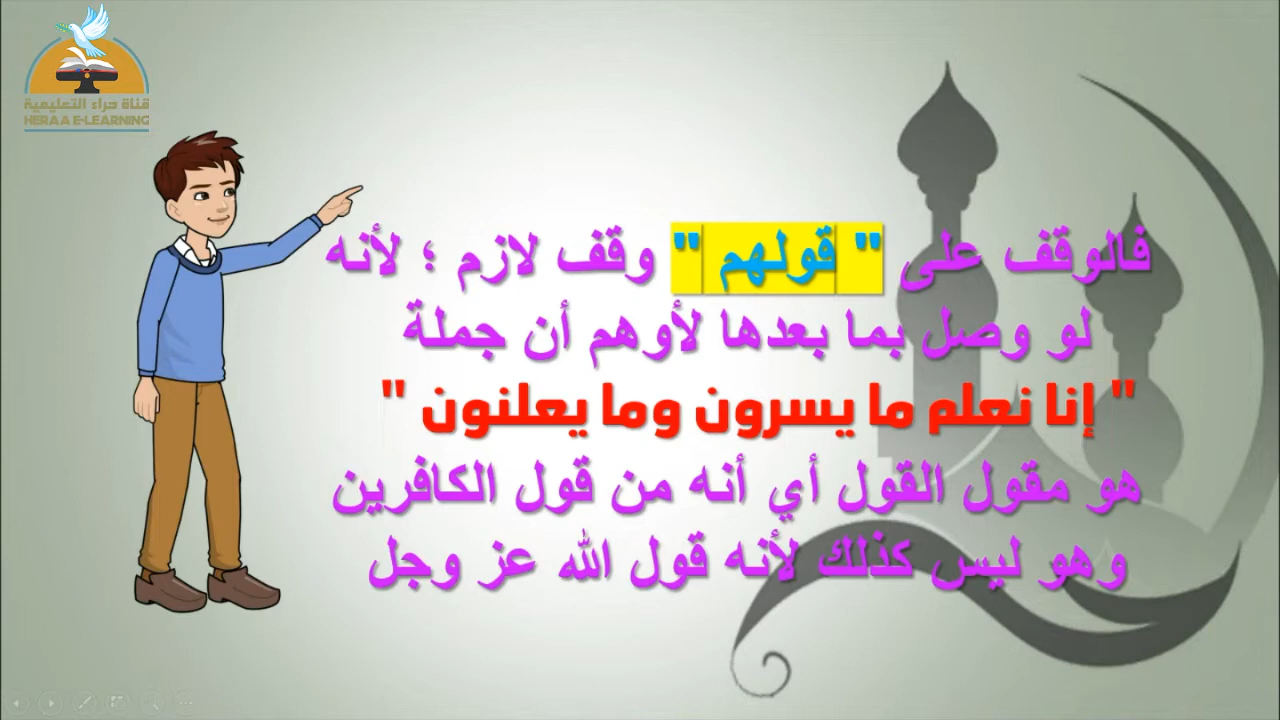 قناة حراء التعليمية
HERAA E-LEARNING
فالوقف على " قولهم " وقف لازم ؛ لأنه
لو وصل بما بعدها لأوهم أن جملة
" إنا نعلم ما يسرون وما يعلنون "
هو مقول القول أي أنه من قول الكافرين
وهو ليس كذلك لأنه قول الله عز وجل